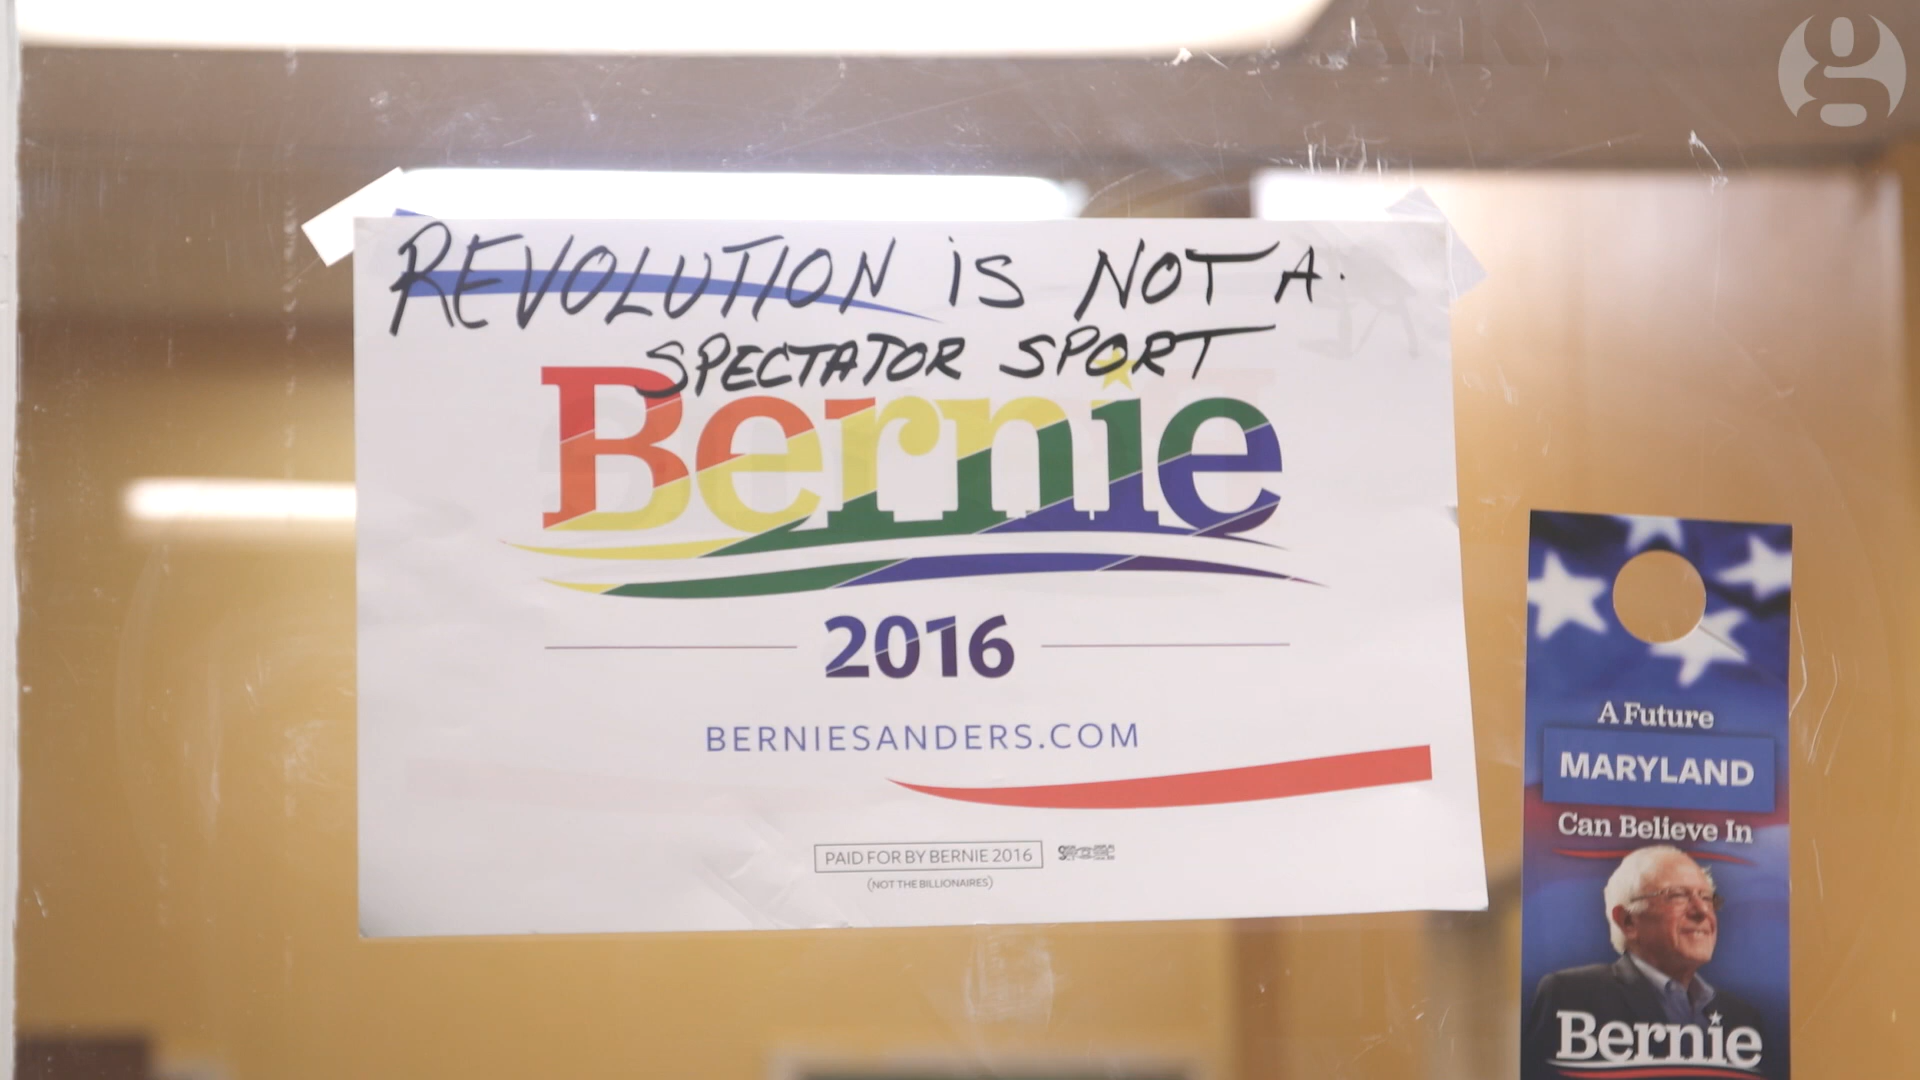 REVOLUTION iS NOT A
SPECTATOR SPORT
Bernie
2016
BERNIESANDERS.COM
PAID FOR BY BERNIE 2016
(NOT THE BILLIONAIRES)
A Future
MARYLAND
Can Believe In
Bernie
g